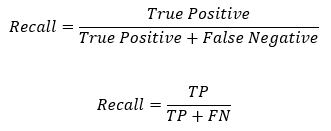 Recall = True Positive / True Positive + False Negative
Recall = TP / TP + FN